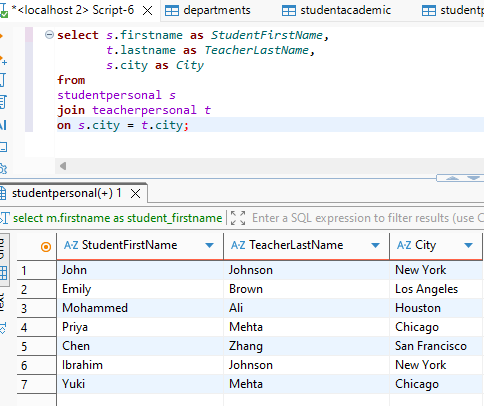 *<localhost 2> Script-6
departments
studentacademic
studentp
select s.firstname as StudentFirstName,
t.lastname as TeacherLastName,
s.city as City
from
studentpersonal s
join teacherpersonal t
on s.city = t.city;
studentpersonal(+) 1
select m.firstname as student_firstname
Enter a SQL expression to filter results (use C
Grid
Text
A-Z StudentFirstName A-Z TeacherLastName A-Z City
1 John Johnson New York
2 Emily Brown Los Angeles
3 Mohammed Ali Houston
4 Priya Mehta Chicago
5 Chen Zhang San Francisco
6 Ibrahim Johnson New York
7 Yuki Mehta Chicago